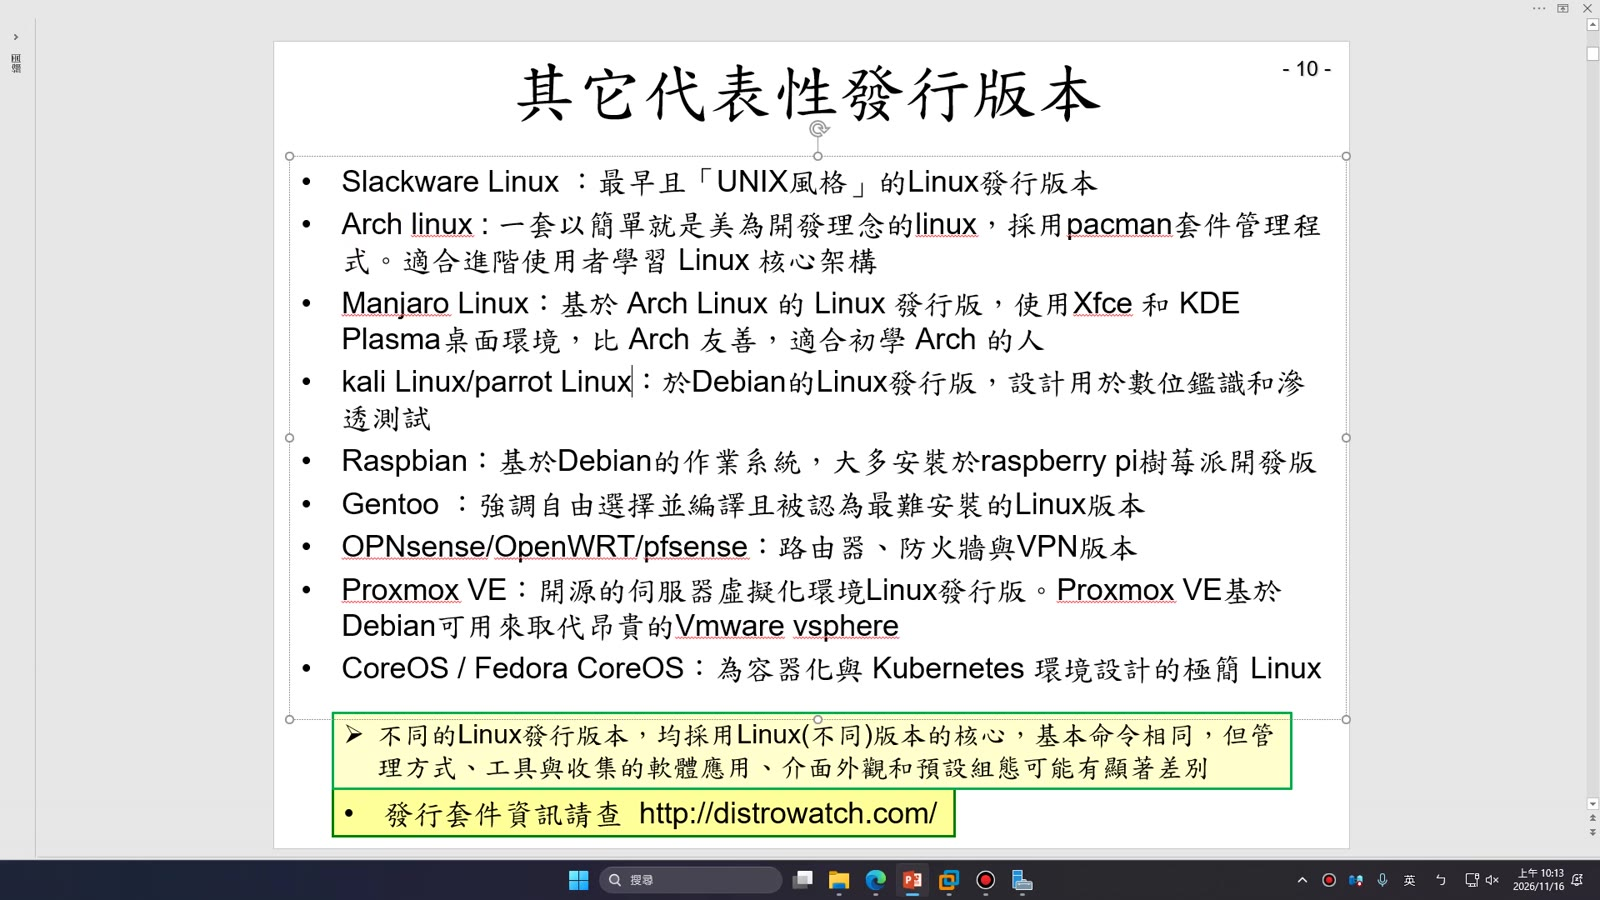 - 10 -
其它代表性發行版本
• Slackware Linux ：最早且「UNIX風格」的Linux發行版本
• Arch linux : 一套以簡單就是美為開發理念的linux，採用pacman套件管理程
式。適合進階使用者學習 Linux 核心架構
• Manjaro Linux：基於 Arch Linux 的 Linux 發行版，使用Xfce 和 KDE
Plasma桌面環境，比 Arch 友善，適合初學 Arch 的人
• kali Linux/parrot Linux：於Debian的Linux發行版，設計用於數位鑑識和滲
透測試
• Raspbian：基於Debian的作業系統，大多安裝於raspberry pi樹莓派開發版
• Gentoo ：強調自由選擇並編譯且被認為最難安裝的Linux版本
• OPNsense/OpenWRT/pfsense：路由器、防火牆與VPN版本
• Proxmox VE：開源的伺服器虛擬化環境Linux發行版。Proxmox VE基於
Debian可用來取代昂貴的Vmware vsphere
• CoreOS / Fedora CoreOS：為容器化與 Kubernetes 環境設計的極簡 Linux
➢ 不同的Linux發行版本，均採用Linux(不同)版本的核心，基本命令相同，但管
理方式、工具與收集的軟體應用、介面外觀和預設組態可能有顯著差別
• 發行套件資訊請查 http://distrowatch.com/
搜尋
英
ㄅ
上午 10:13
2026/11/16